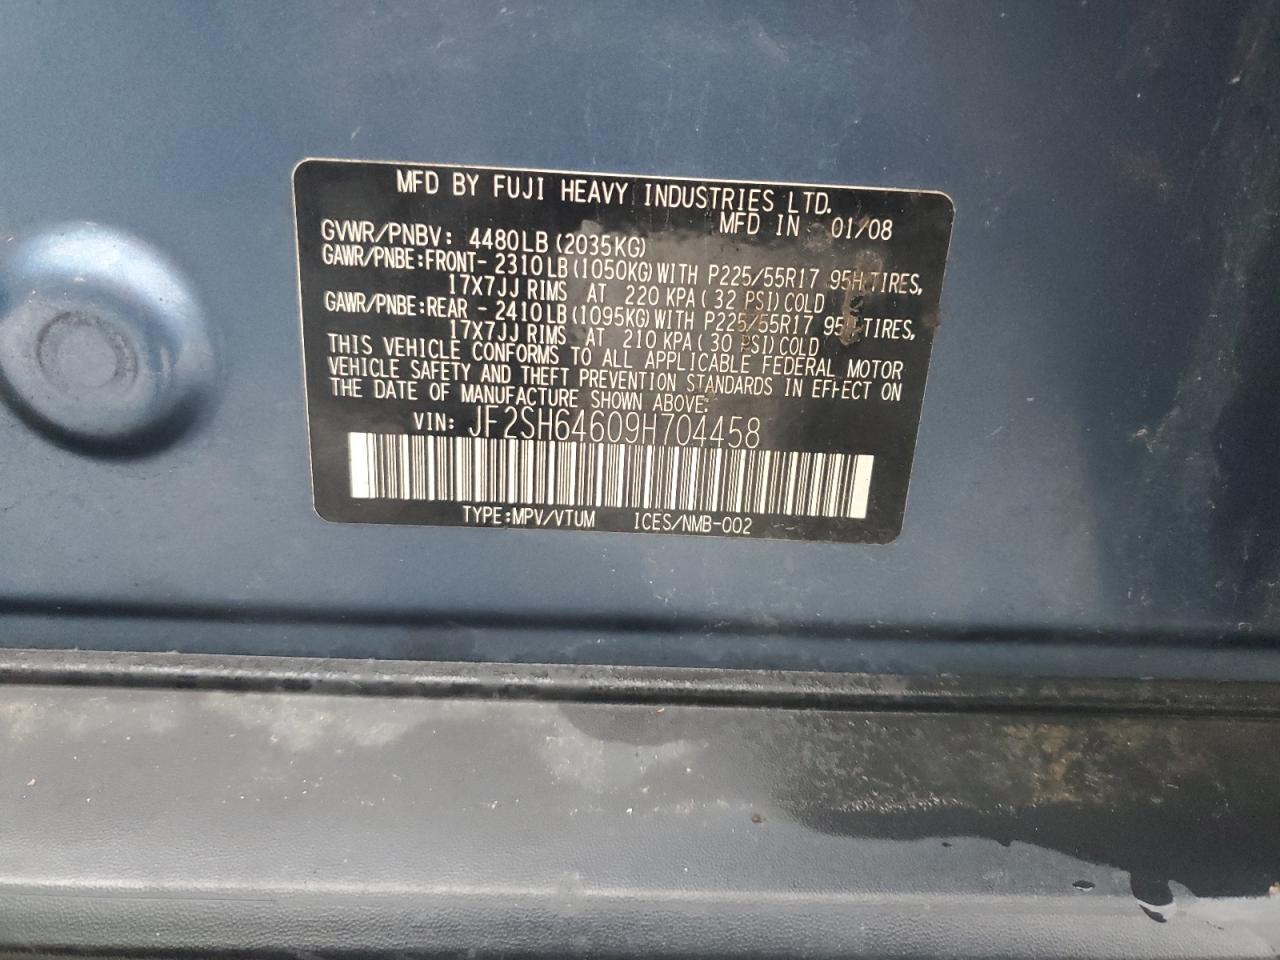 MFD BY FUJI HEAVY INDUSTRIES LTD.
MFD IN 01/08
GVWR/PNBV: 4480LB(2035KG)
GAWR/PNBE:FRONT- 2310LB(1050KG)WITH P225/55R17 95H TIRES,
17X7JJ RIMS AT 220 KPA( 32 PSI)COLD
GAWR/PNBE:REAR - 2410LB(1095KG)WITH P225/55R17 95H TIRES,
17X7JJ RIMS AT 210 KPA( 30 PSI)COLD
THIS VEHICLE CONFORMS TO ALL APPLICABLE FEDERAL MOTOR
VEHICLE SAFETY AND THEFT PREVENTION STANDARDS IN EFFECT ON
THE DATE OF MANUFACTURE SHOWN ABOVE.
VIN: JF2SH64609H704458
TYPE:MPV/VTUM ICES/NMB-002